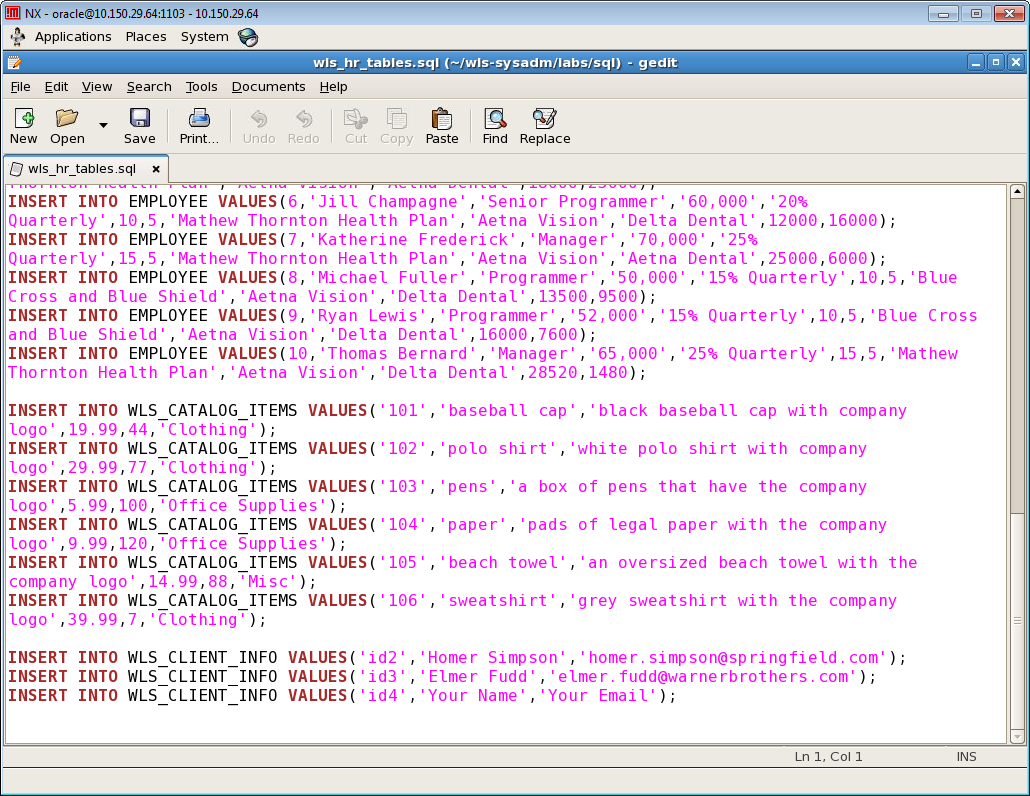 NX - oracle@10.150.29.64:1103 - 10.150.29.64
Applications Places System
wls_hr_tables.sql (~/wls-sysadm/labs/sql) - gedit
File Edit View Search Tools Documents Help
New Open Save Print... Undo Redo Cut Copy Paste Find Replace
wls_hr_tables.sql
Thornton Health Plan','Aetna Vision','Aetna Dental',18000,25000);
INSERT INTO EMPLOYEE VALUES(6,'Jill Champagne','Senior Programmer','60,000','20%
Quarterly',10,5,'Mathew Thornton Health Plan','Aetna Vision','Delta Dental',12000,16000);
INSERT INTO EMPLOYEE VALUES(7,'Katherine Frederick','Manager','70,000','25%
Quarterly',15,5,'Mathew Thornton Health Plan','Aetna Vision','Aetna Dental',25000,6000);
INSERT INTO EMPLOYEE VALUES(8,'Michael Fuller','Programmer','50,000','15% Quarterly',10,5,'Blue
Cross and Blue Shield','Aetna Vision','Delta Dental',13500,9500);
INSERT INTO EMPLOYEE VALUES(9,'Ryan Lewis','Programmer','52,000','15% Quarterly',10,5,'Blue Cross
and Blue Shield','Aetna Vision','Delta Dental',16000,7600);
INSERT INTO EMPLOYEE VALUES(10,'Thomas Bernard','Manager','65,000','25% Quarterly',15,5,'Mathew
Thornton Health Plan','Aetna Vision','Delta Dental',28520,1480);
INSERT INTO WLS_CATALOG_ITEMS VALUES('101','baseball cap','black baseball cap with company
logo',19.99,44,'Clothing');
INSERT INTO WLS_CATALOG_ITEMS VALUES('102','polo shirt','white polo shirt with company
logo',29.99,77,'Clothing');
INSERT INTO WLS_CATALOG_ITEMS VALUES('103','pens','a box of pens that have the company
logo',5.99,100,'Office Supplies');
INSERT INTO WLS_CATALOG_ITEMS VALUES('104','paper','pads of legal paper with the company
logo',9.99,120,'Office Supplies');
INSERT INTO WLS_CATALOG_ITEMS VALUES('105','beach towel','an oversized beach towel with the
company logo',14.99,88,'Misc');
INSERT INTO WLS_CATALOG_ITEMS VALUES('106','sweatshirt','grey sweatshirt with the company
logo',39.99,7,'Clothing');
INSERT INTO WLS_CLIENT_INFO VALUES('id2','Homer Simpson','homer.simpson@springfield.com');
INSERT INTO WLS_CLIENT_INFO VALUES('id3','Elmer Fudd','elmer.fudd@warnerbrothers.com');
INSERT INTO WLS_CLIENT_INFO VALUES('id4','Your Name','Your Email');
Ln 1, Col 1 INS